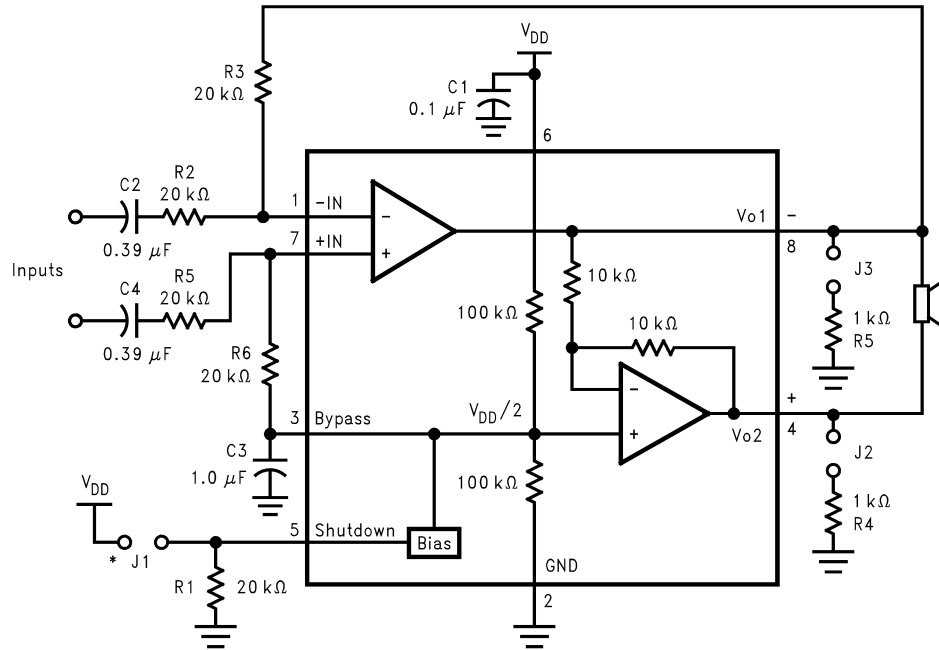 V_DD
R3
20 kΩ
C1
0.1 μF
6
C2
R2
20 kΩ
1
-IN
-
0.39 μF
7
+IN
+
Vo1
-
8
Inputs
R5
20 kΩ
C4
0.39 μF
10 kΩ
J3
100 kΩ
10 kΩ
1 kΩ
R5
R6
20 kΩ
-
3
Bypass
V_DD/2
+
+
Vo2
4
C3
1.0 μF
J2
100 kΩ
V_DD
5
Shutdown
Bias
1 kΩ
R4
* J1
R1
20 kΩ
GND
2